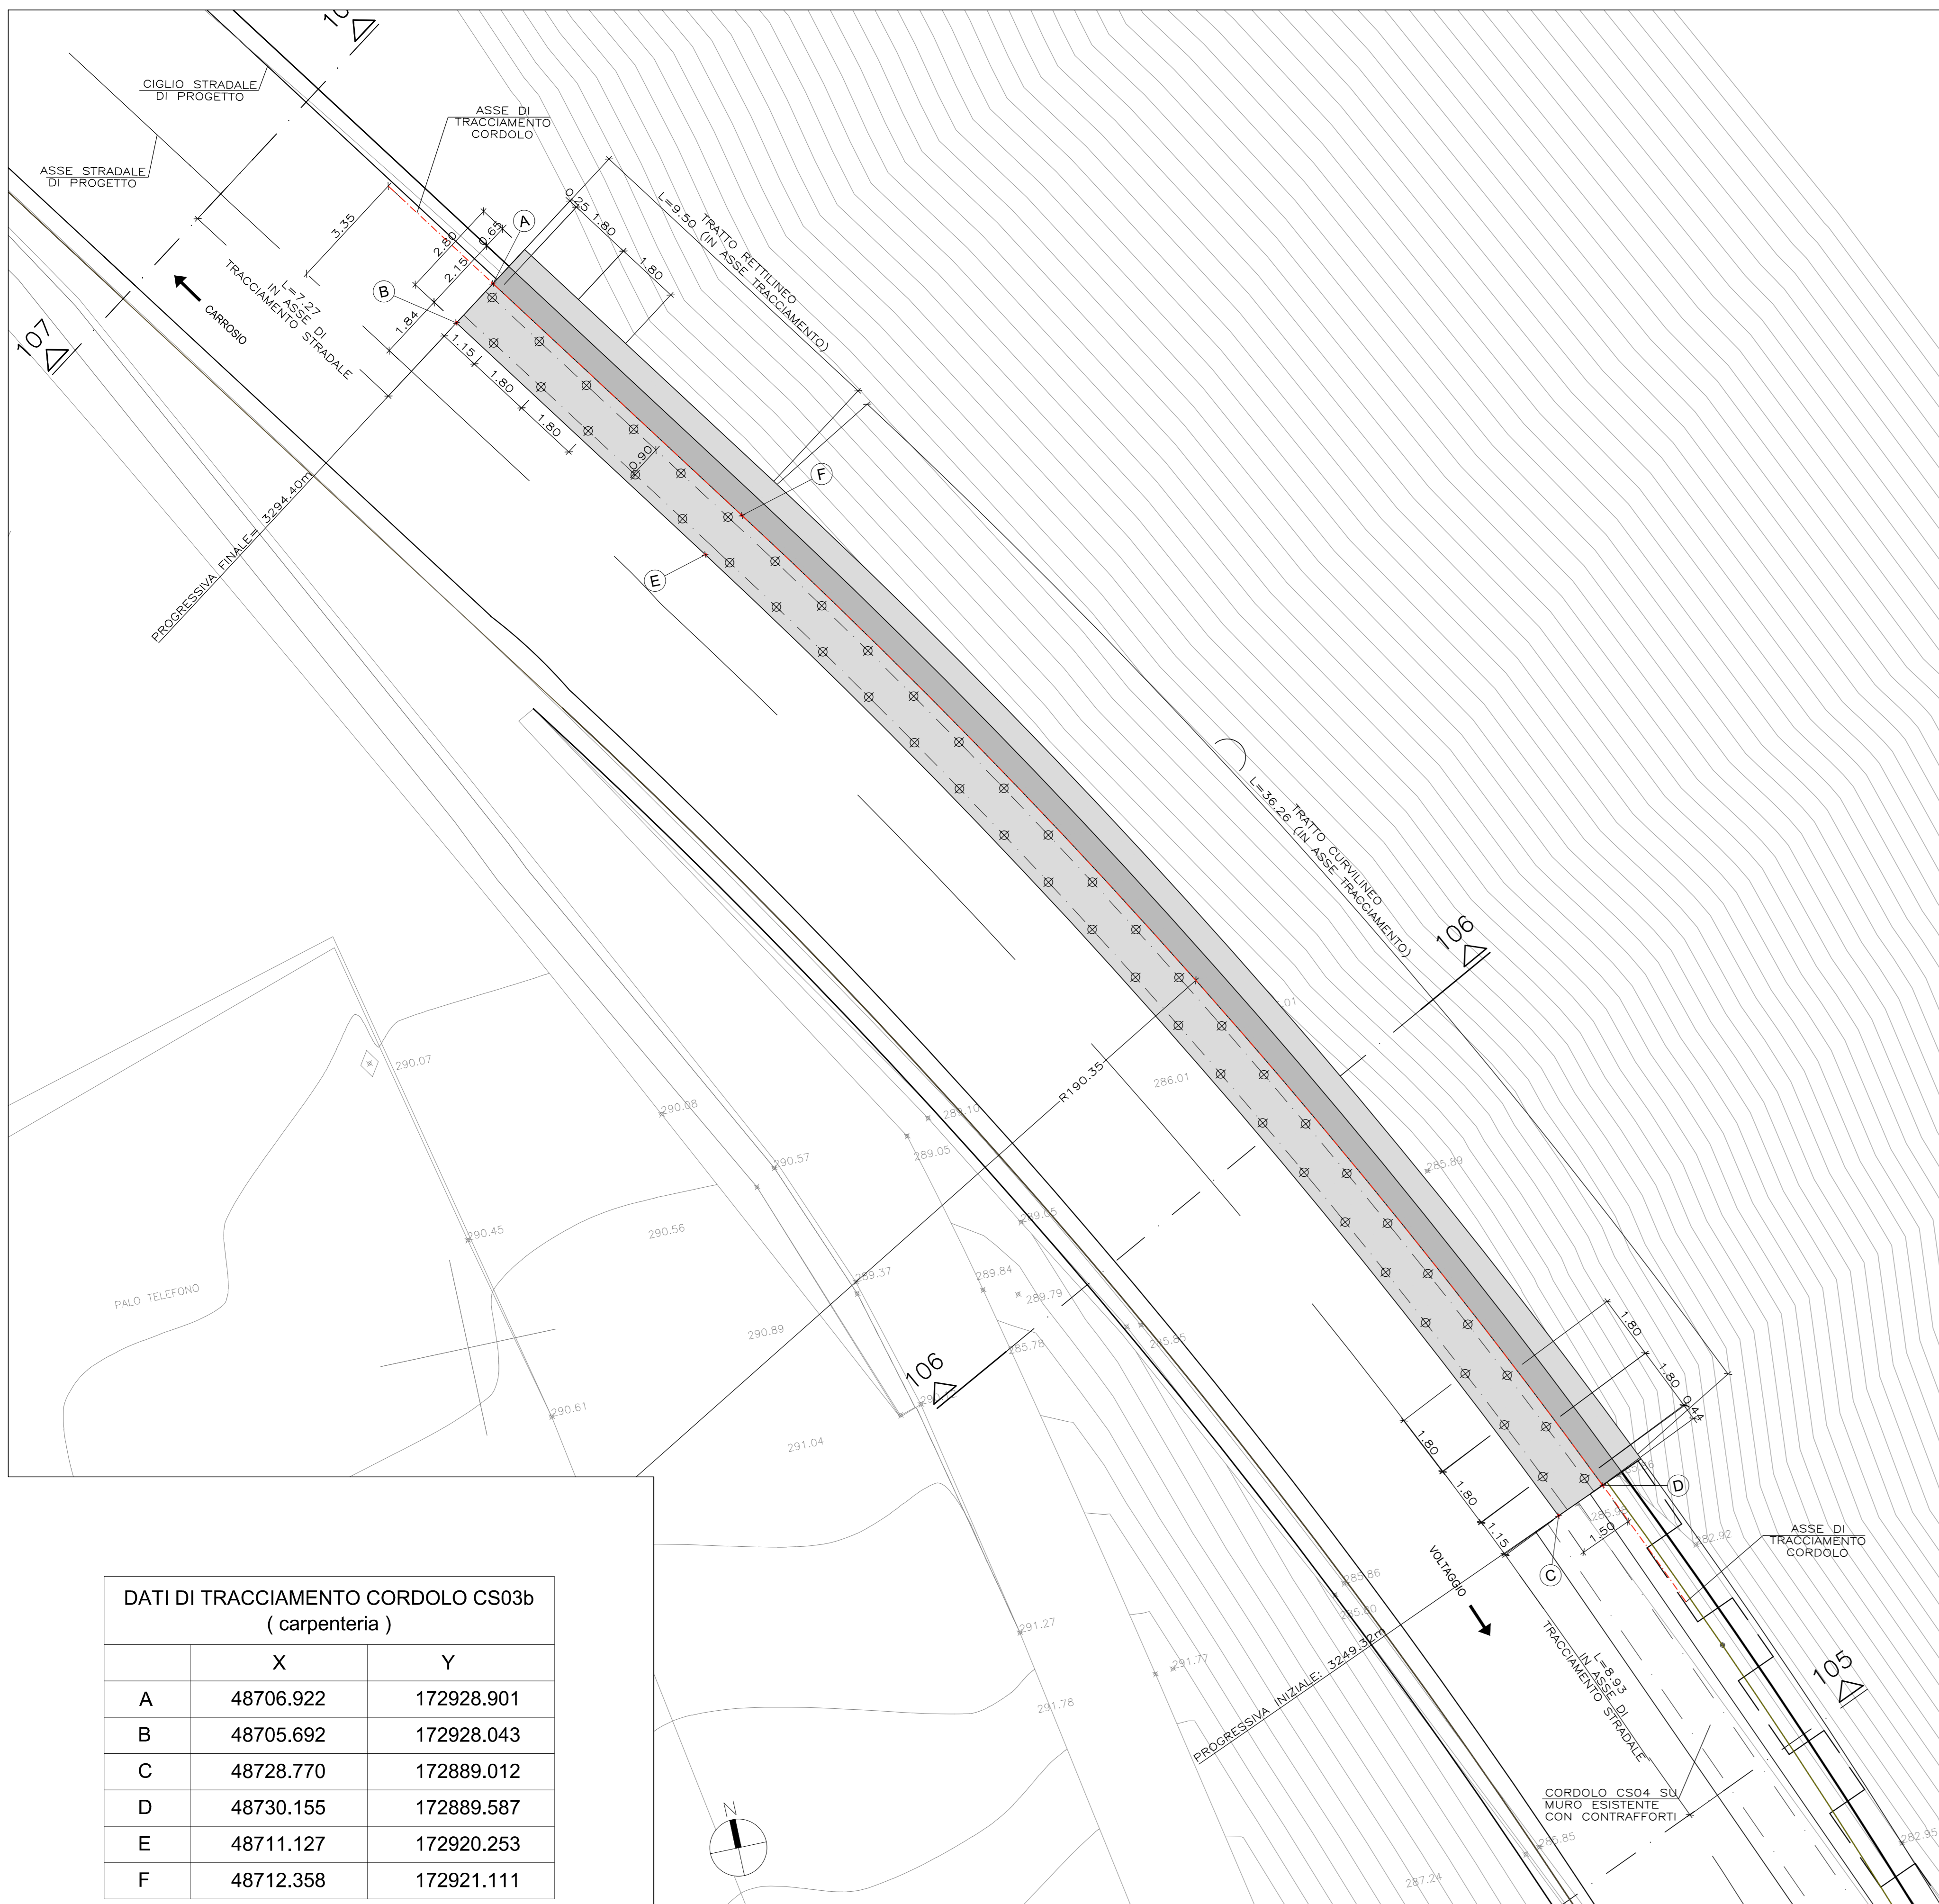 CIGLIO STRADALE
DI PROGETTO
ASSE STRADALE
DI PROGETTO
ASSE DI
TRACCIAMENTO
CORDOLO
107
3.35
2.80
0.65
2.15
1.84
A
B
0.25
1.80
1.80
TRATTO RETTILINEO
L=9.50 (IN ASSE TRACCIAMENTO)
L=7.27
IN ASSE DI
TRACCIAMENTO STRADALE
CARROSIO
1.15
1.80
1.80
0.90
F
E
PROGRESSIVA FINALE= 3294.40m
TRATTO CURVILINEO
L=36.26 (IN ASSE TRACCIAMENTO)
106
R190.35
286.01
285.89
290.07
290.08
289.10
289.05
290.57
290.45
290.56
289.37
289.84
289.79
285.78
285.85
PALO TELEFONO
290.89
106
290.61
291.04
1.80
1.80
0.44
1.80
1.80
1.15
1.50
D
C
282.92
ASSE DI
TRACCIAMENTO
CORDOLO
VOLTAGGIO
285.86
291.27
291.77
291.78
PROGRESSIVA INIZIALE: 3249.32m
L=8.93
IN ASSE DI
TRACCIAMENTO STRADALE
105
CORDOLO CS04 SU
MURO ESISTENTE
CON CONTRAFFORTI
282.95
287.24
N
DATI DI TRACCIAMENTO CORDOLO CS03b
( carpenteria )
X Y
A 48706.922 172928.901
B 48705.692 172928.043
C 48728.770 172889.012
D 48730.155 172889.587
E 48711.127 172920.253
F 48712.358 172921.111